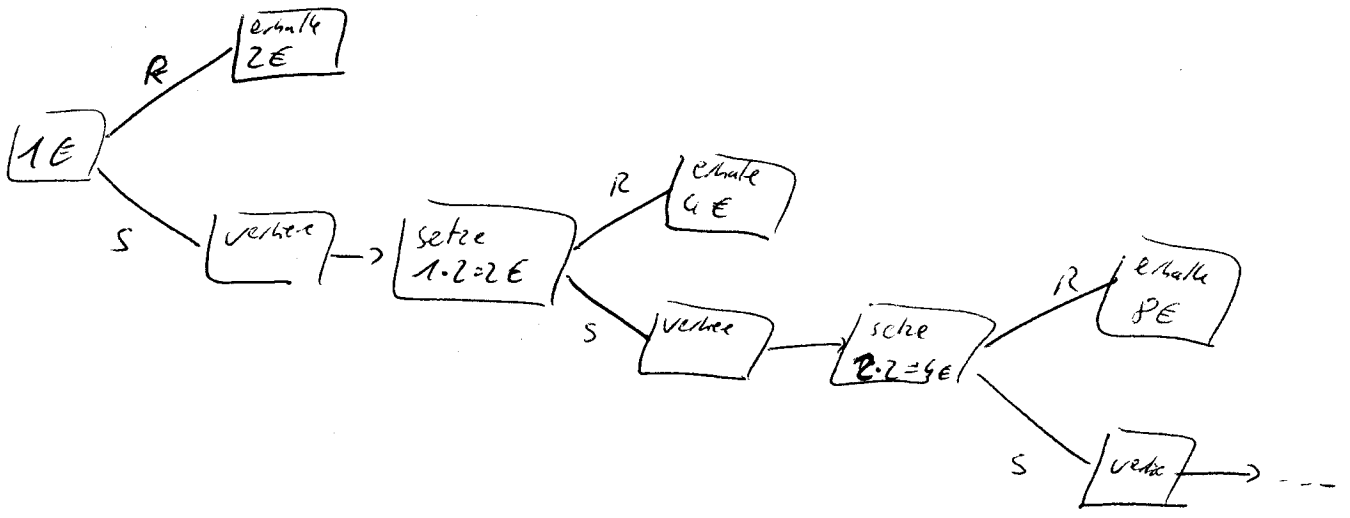 R
erhalte
2€
1€
S
verliere
setze
1·2=2€
R
erhalte
4€
S
verliere
setze
2·2=4€
R
erhalte
8€
S
verliere